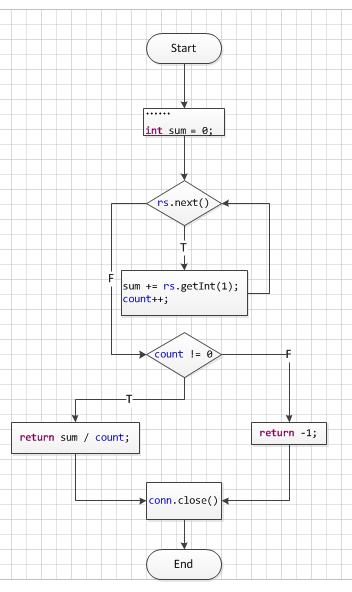 Start
......
int sum = 0;
rs.next()
T
F
sum += rs.getInt(1);
count++;
count != 0
F
T
return sum / count;
return -1;
conn.close()
End